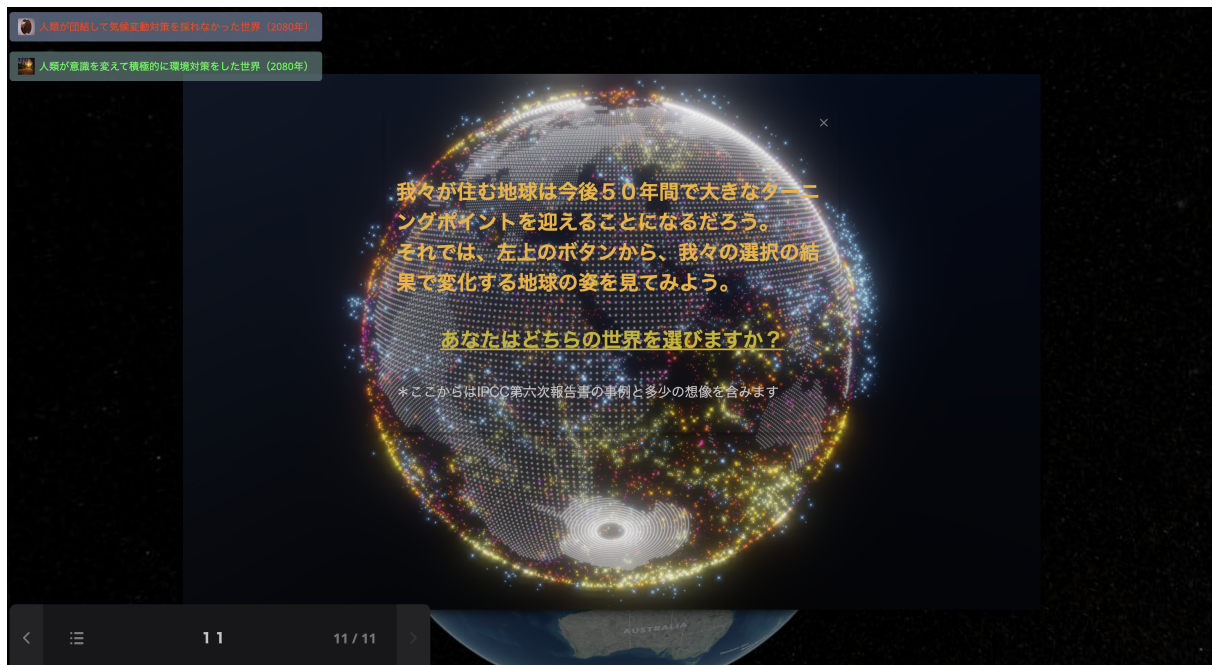 人類が団結して気候変動対策を採れなかった世界（2080年）
人類が意識を変えて積極的に環境対策をした世界（2080年）
我々が住む地球は今後５０年間で大きなターニ
ングポイントを迎えることになるだろう。
それでは、左上のボタンから、我々の選択の結
果で変化する地球の姿を見てみよう。
あなたはどちらの世界を選びますか？
＊ここからはIPCC第六次報告書の事例と多少の想像を含みます
AUSTRALIA
１１
11 / 11